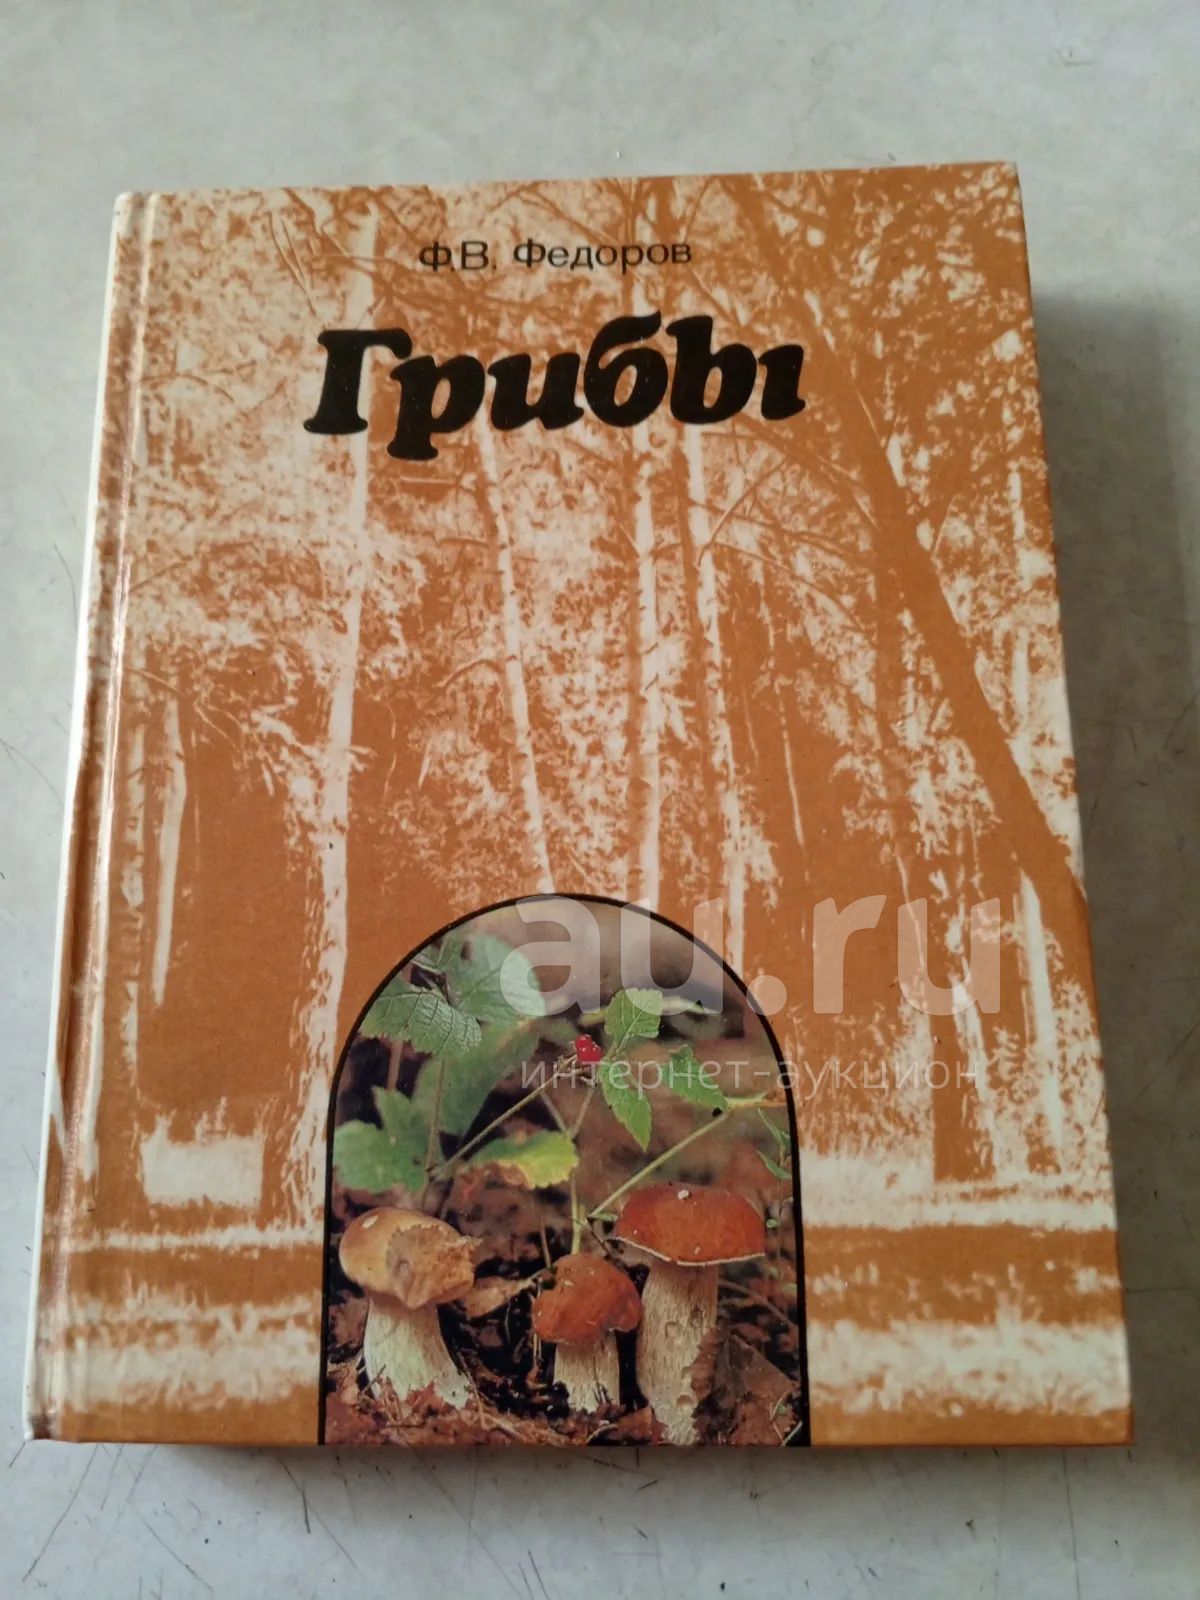 Ф.В. Федоров
Грибы
au.ru
интернет-аукцион